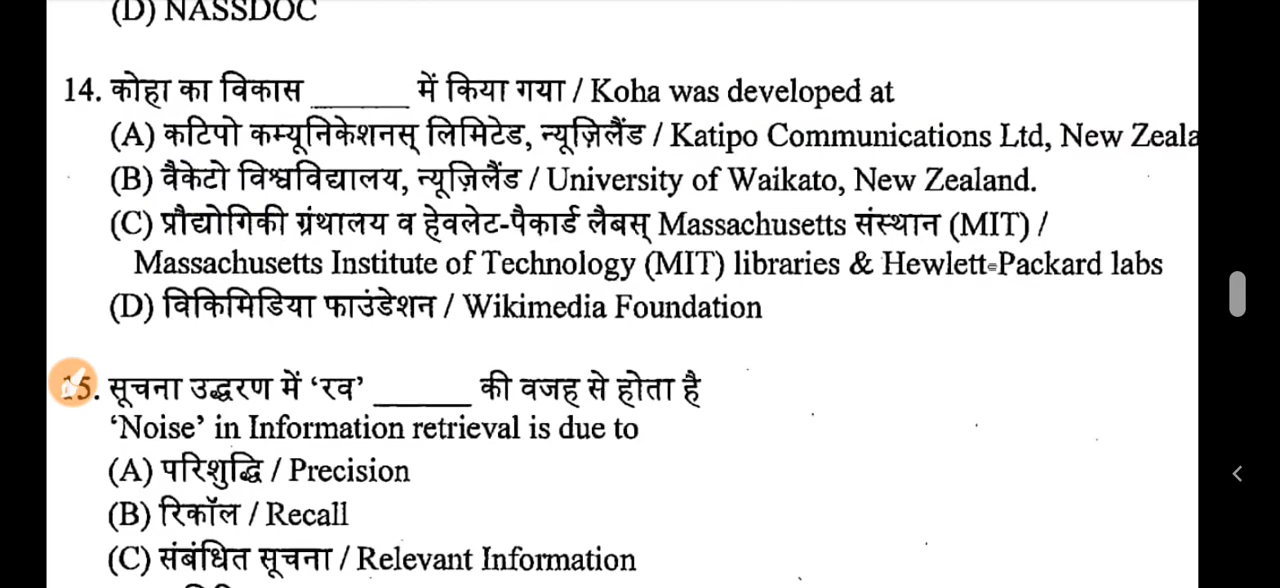 (D) NASSDOC
14. कोहा का विकास ______ में किया गया / Koha was developed at
(A) कटिपो कम्यूनिकेशनस् लिमिटेड, न्यूज़िलैंड / Katipo Communications Ltd, New Zeala
(B) वैकेटो विश्वविद्यालय, न्यूज़िलैंड / University of Waikato, New Zealand.
(C) प्रौद्योगिकी ग्रंथालय व हेवलेट-पैकार्ड लैबस् Massachusetts संस्थान (MIT) /
Massachusetts Institute of Technology (MIT) libraries & Hewlett-Packard labs
(D) विकिमिडिया फाउंडेशन / Wikimedia Foundation
15. सूचना उद्धरण में ‘रव’ ______ की वजह से होता है
‘Noise’ in Information retrieval is due to
(A) परिशुद्धि / Precision
(B) रिकॉल / Recall
(C) संबंधित सूचना / Relevant Information